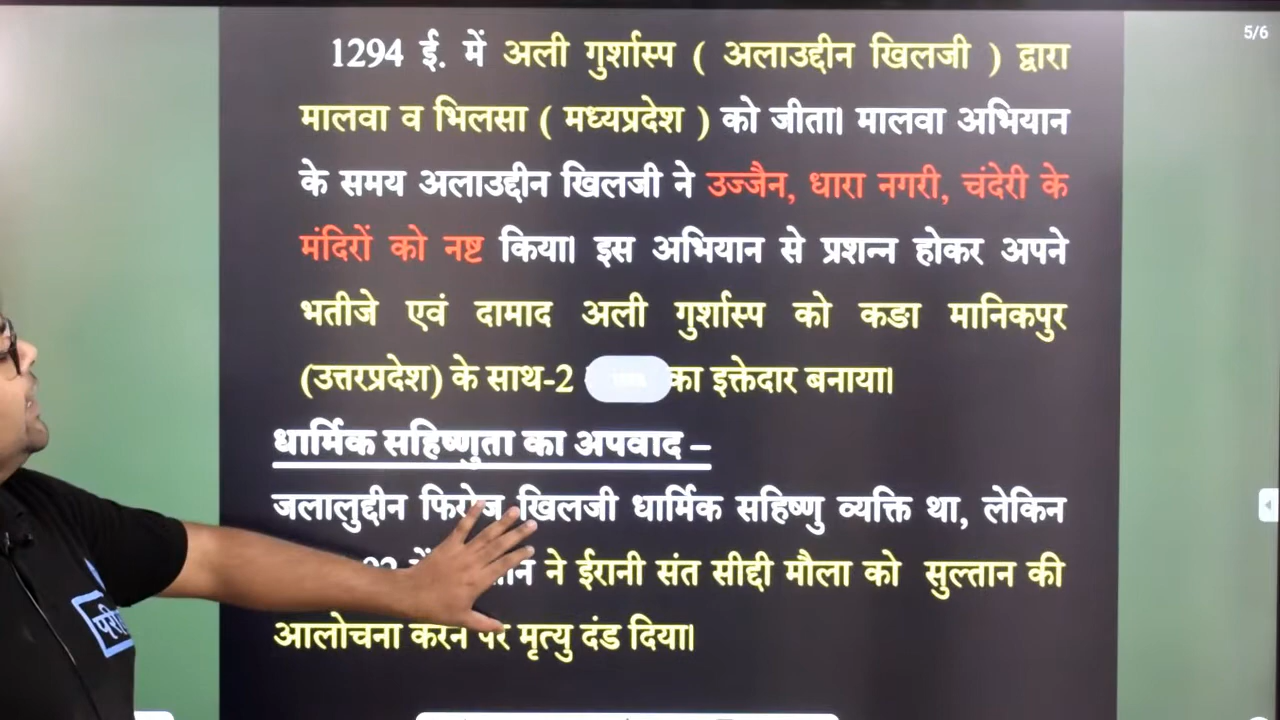 5/6
1294 ई. में अली गुर्शास्प ( अलाउद्दीन खिलजी ) द्वारा
मालवा व भिलसा ( मध्यप्रदेश ) को जीता। मालवा अभियान
के समय अलाउद्दीन खिलजी ने उज्जैन, धारा नगरी, चंदेरी के
मंदिरों को नष्ट किया। इस अभियान से प्रशन्न होकर अपने
भतीजे एवं दामाद अली गुर्शास्प को कङा मानिकपुर
(उत्तरप्रदेश) के साथ-2 का इक्तेदार बनाया।
धार्मिक सहिष्णुता का अपवाद –
जलालुद्दीन फिरोज खिलजी धार्मिक सहिष्णु व्यक्ति था, लेकिन
ने ईरानी संत सीद्दी मौला को सुल्तान की
आलोचना करने पर मृत्यु दंड दिया।